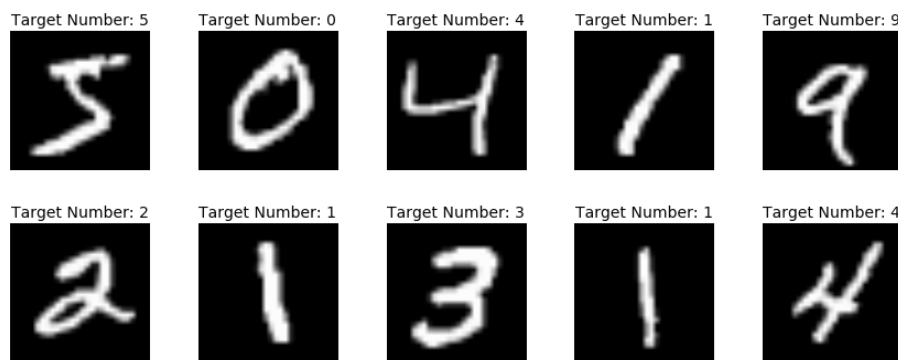 Target Number: 5 Target Number: 0 Target Number: 4 Target Number: 1 Target Number: 9
5 0 4 1 9
Target Number: 2 Target Number: 1 Target Number: 3 Target Number: 1 Target Number: 4
2 1 3 1 4